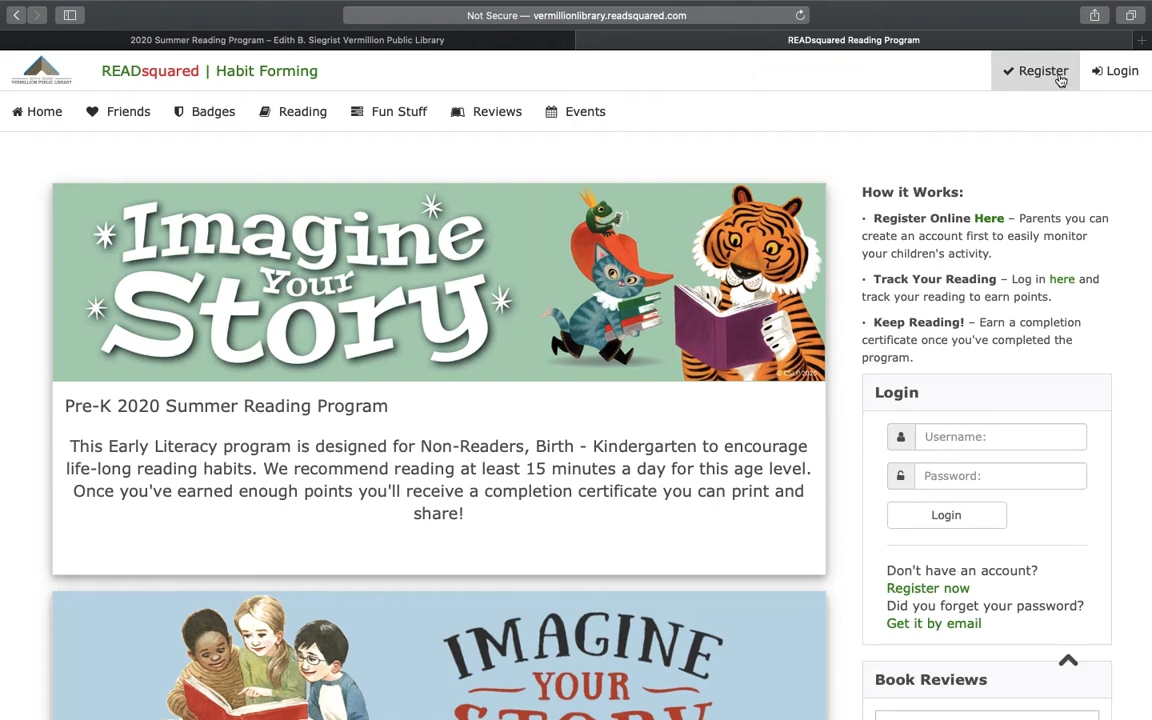 Not Secure — vermillionlibrary.readsquared.com
2020 Summer Reading Program – Edith B. Siegrist Vermillion Public Library
READsquared Reading Program
VERMILLION PUBLIC LIBRARY
READsquared | Habit Forming
Register
Login
Home
Friends
Badges
Reading
Fun Stuff
Reviews
Events
Imagine
Your
Story
© CSLP 2020
Pre-K 2020 Summer Reading Program
This Early Literacy program is designed for Non-Readers, Birth - Kindergarten to encourage
life-long reading habits. We recommend reading at least 15 minutes a day for this age level.
Once you've earned enough points you'll receive a completion certificate you can print and
share!
IMAGINE
YOUR
STORY
How it Works:
· Register Online Here – Parents you can
create an account first to easily monitor
your children's activity.
· Track Your Reading – Log in here and
track your reading to earn points.
· Keep Reading! – Earn a completion
certificate once you've completed the
program.
Login
Username:
Password:
Login
Don't have an account?
Register now
Did you forget your password?
Get it by email
Book Reviews